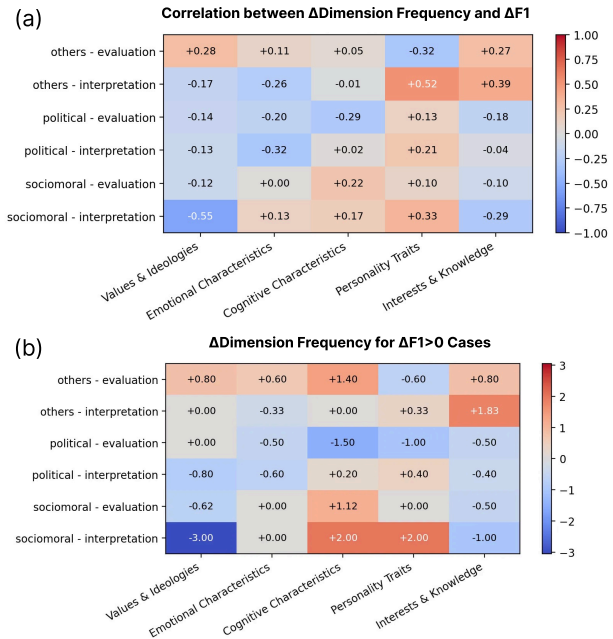 (a)
Correlation between ΔDimension Frequency and ΔF1
others - evaluation +0.28 +0.11 +0.05 -0.32 +0.27
others - interpretation -0.17 -0.26 -0.01 +0.52 +0.39
political - evaluation -0.14 -0.20 -0.29 +0.13 -0.18
political - interpretation -0.13 -0.32 +0.02 +0.21 -0.04
sociomoral - evaluation -0.12 +0.00 +0.22 +0.10 -0.10
sociomoral - interpretation -0.55 +0.13 +0.17 +0.33 -0.29
Values & Ideologies
Emotional Characteristics
Cognitive Characteristics
Personality Traits
Interests & Knowledge
1.00
0.75
0.50
0.25
0.00
−0.25
−0.50
−0.75
−1.00
(b)
ΔDimension Frequency for ΔF1>0 Cases
others - evaluation +0.80 +0.60 +1.40 -0.60 +0.80
others - interpretation +0.00 -0.33 +0.00 +0.33 +1.83
political - evaluation +0.00 -0.50 -1.50 -1.00 -0.50
political - interpretation -0.80 -0.60 +0.20 +0.40 -0.40
sociomoral - evaluation -0.62 +0.00 +1.12 +0.00 -0.50
sociomoral - interpretation -3.00 +0.00 +2.00 +2.00 -1.00
Values & Ideologies
Emotional Characteristics
Cognitive Characteristics
Personality Traits
Interests & Knowledge
3
2
1
0
−1
−2
−3